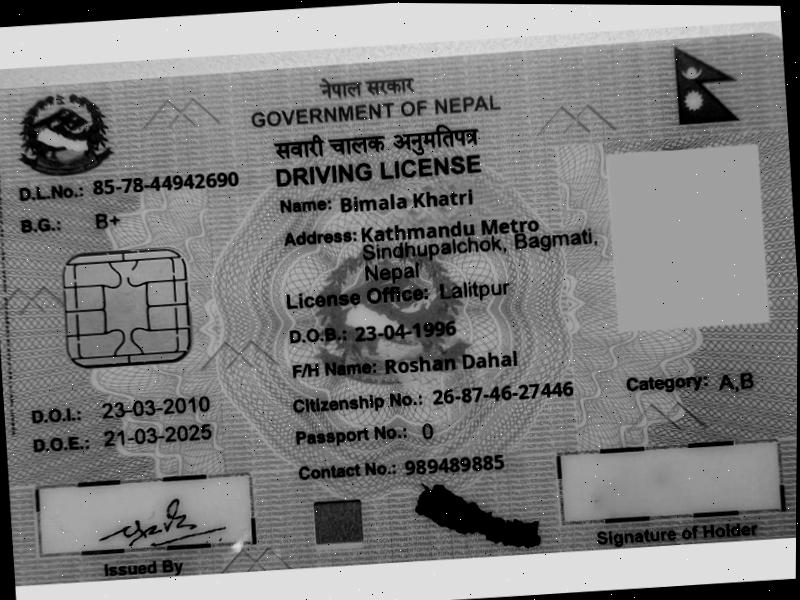 नेपाल सरकार
GOVERNMENT OF NEPAL
सवारी चालक अनुमतिपत्र
DRIVING LICENSE
D.L.No.: 85-78-44942690
B.G.: B+
Name: Bimala Khatri
Address: Kathmandu Metro
Sindhupalchok, Bagmati,
Nepal
License Office: Lalitpur
D.O.B.: 23-04-1996
F/H Name: Roshan Dahal
Citizenship No.: 26-87-46-27446
Category: A,B
D.O.I.: 23-03-2010
D.O.E.: 21-03-2025
Passport No.: 0
Contact No.: 989489885
Issued By
Signature of Holder